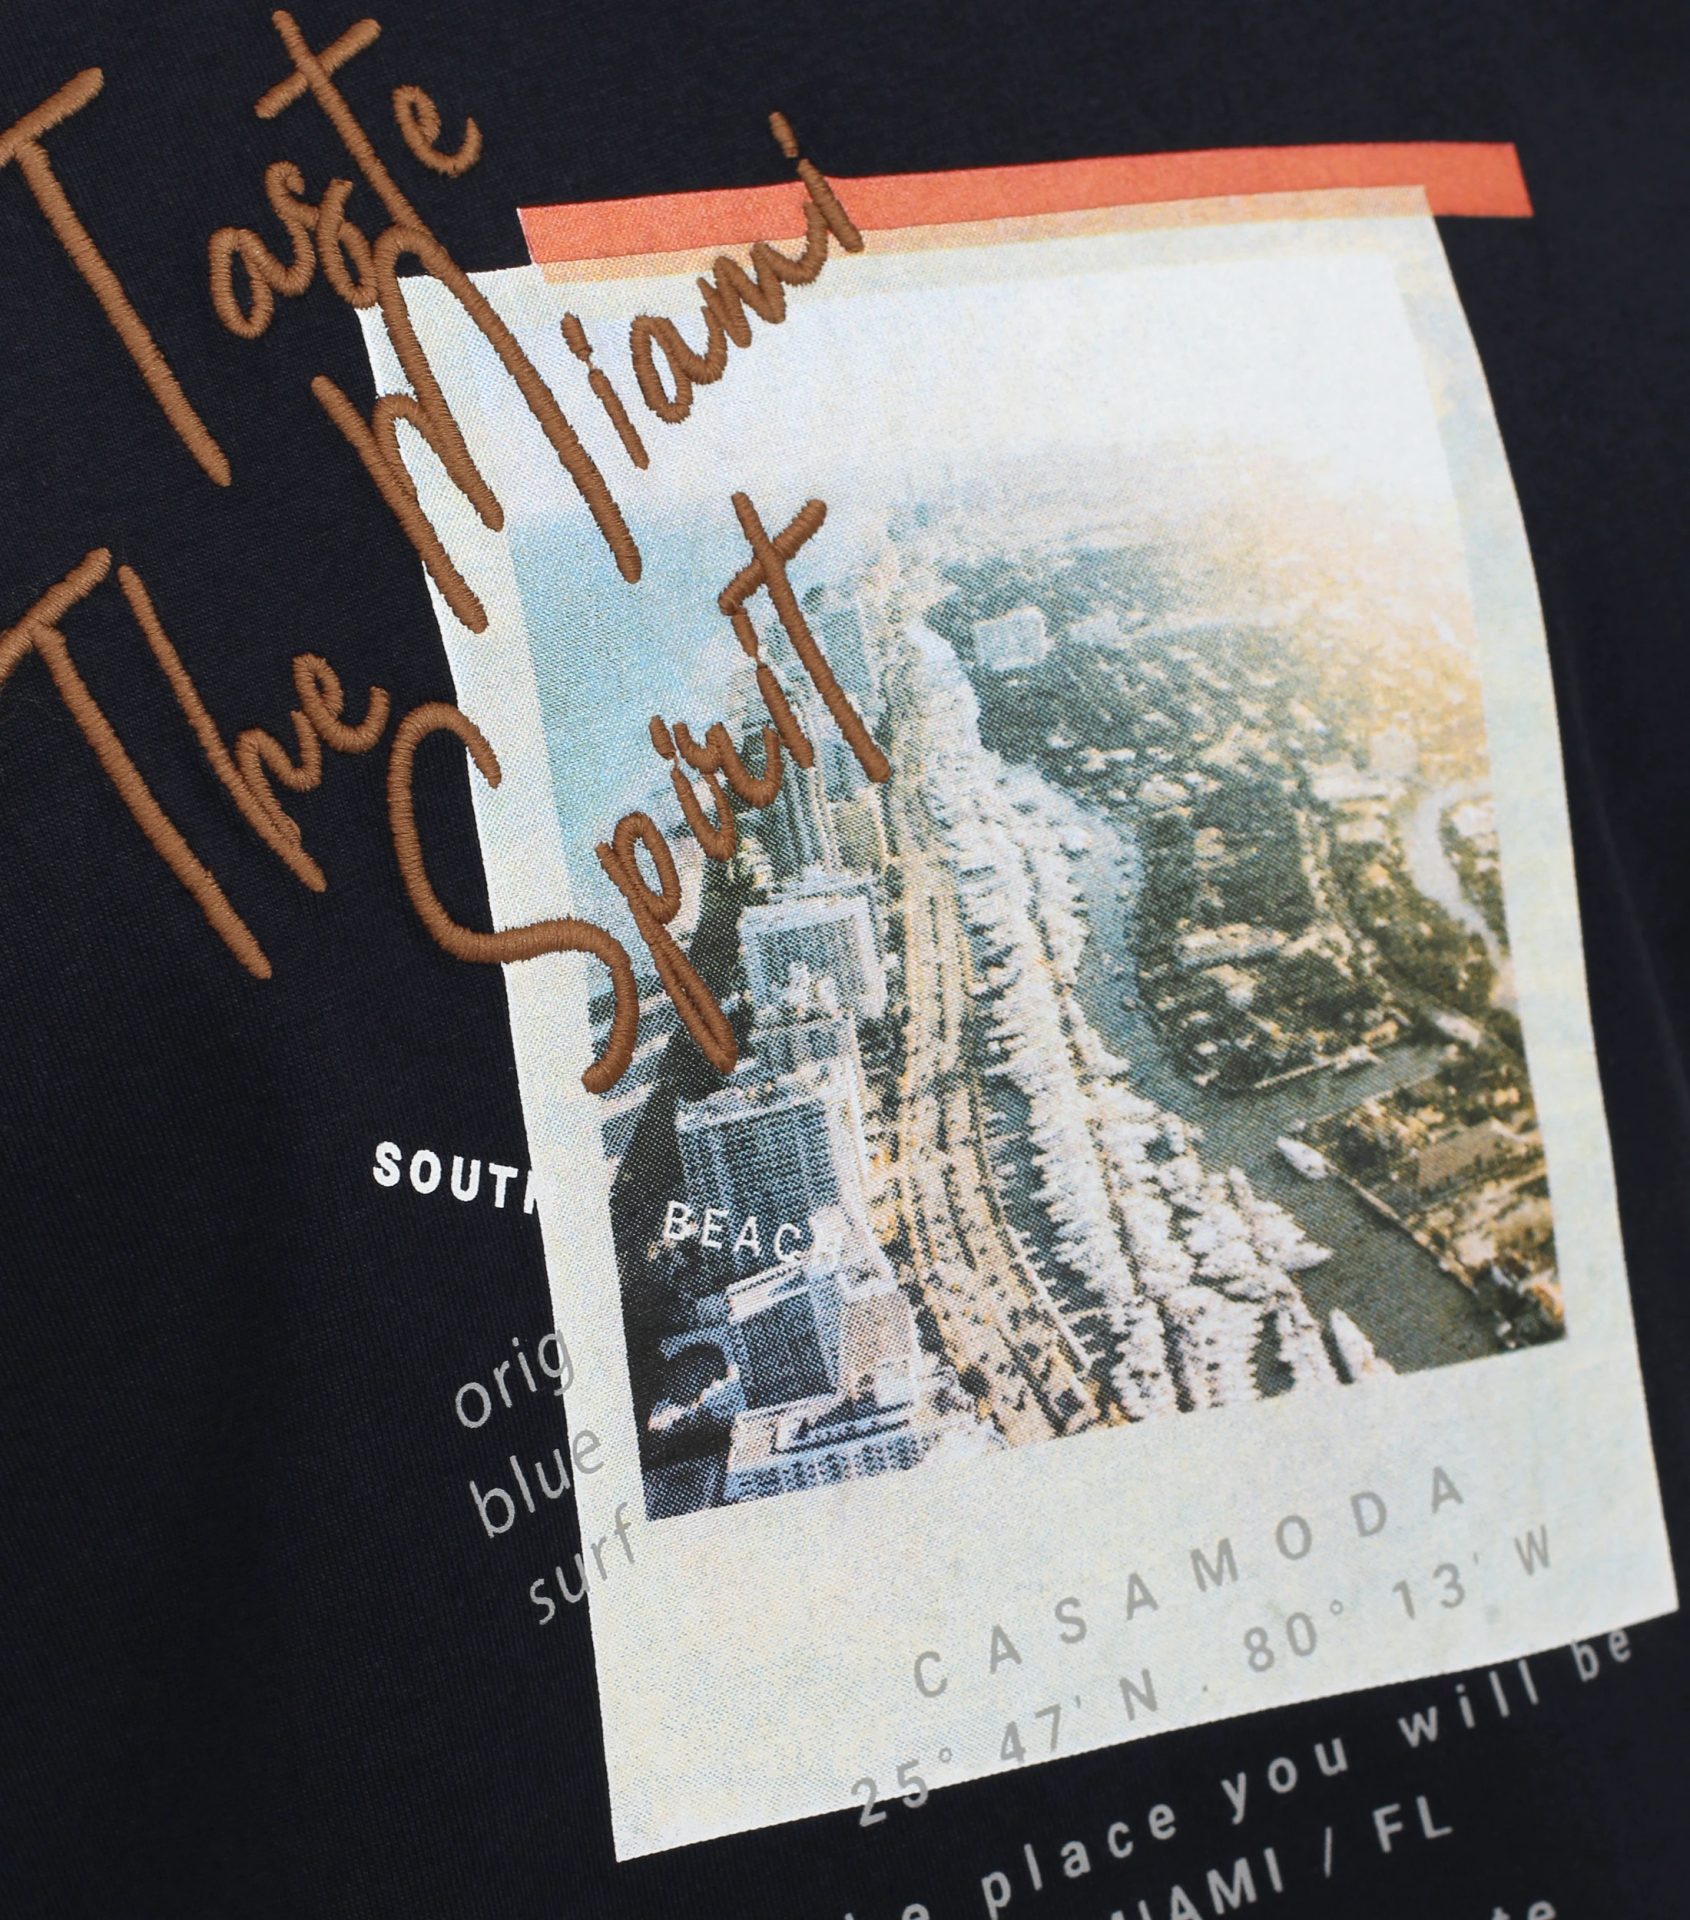 Taste
Miami
The
Spirit
SOUTH
BEACH
orig
blue
surf
CASAMODA
25° 47' N · 80° 13' W
place you will be
MIAMI / FL